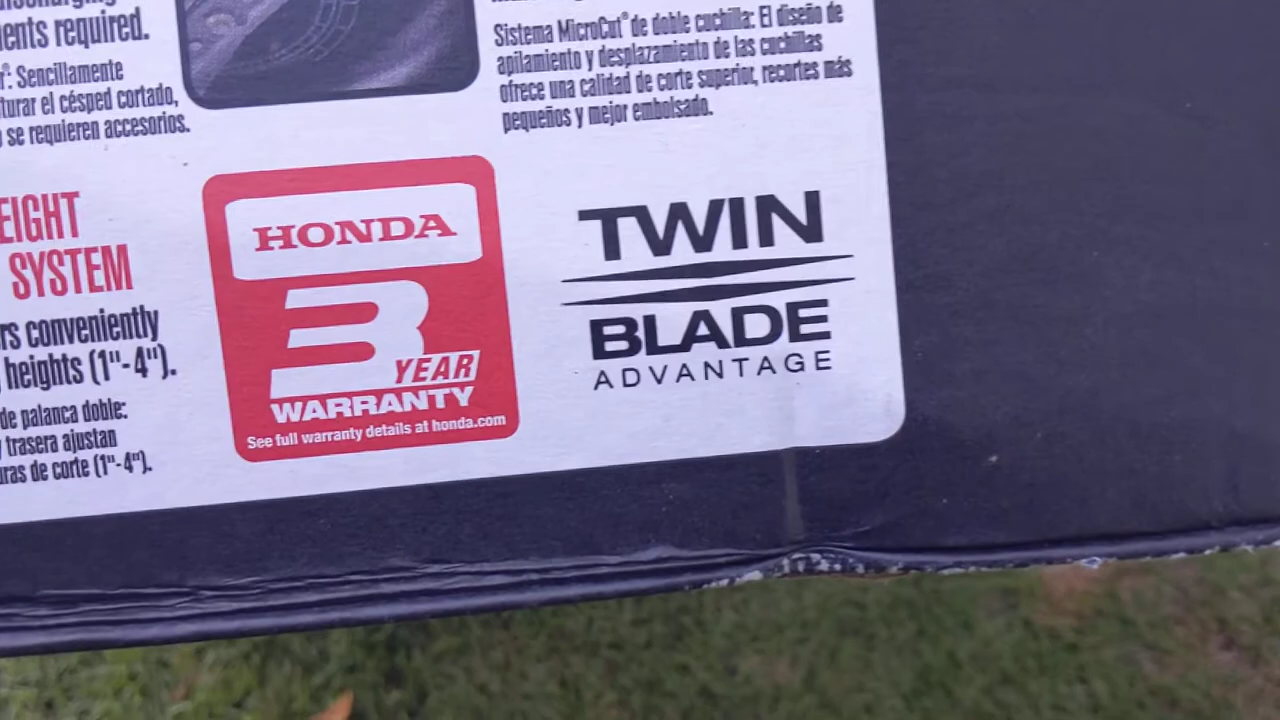 ents required.
: Sencillamente
turar el césped cortado,
se requieren accesorios.
Sistema MicroCut® de doble cuchilla: El diseño de
apilamiento y desplazamiento de las cuchillas
ofrece una calidad de corte superior, recortes más
pequeños y mejor embolsado.
EIGHT
SYSTEM
rs conveniently
heights (1"-4").
de palanca doble:
y trasera ajustan
uras de corte (1"-4").
HONDA
3 YEAR
WARRANTY
See full warranty details at honda.com
TWIN
BLADE
ADVANTAGE